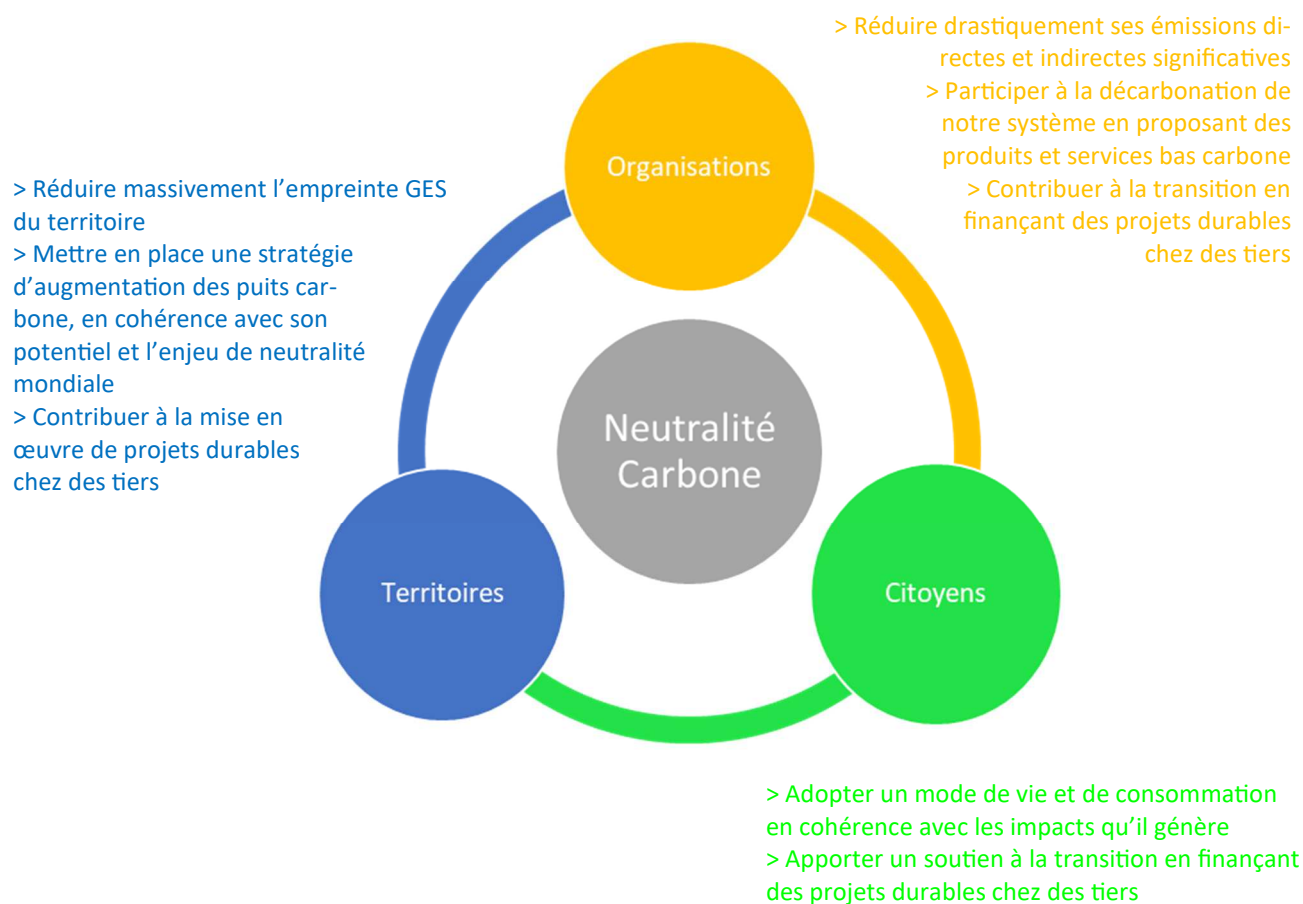 > Réduire drastiquement ses émissions di-
rectes et indirectes significatives
> Participer à la décarbonation de
notre système en proposant des
produits et services bas carbone
> Contribuer à la transition en
finançant des projets durables
chez des tiers
Organisations
> Réduire massivement l’empreinte GES
du territoire
> Mettre en place une stratégie
d’augmentation des puits car-
bone, en cohérence avec son
potentiel et l’enjeu de neutralité
mondiale
> Contribuer à la mise en
œuvre de projets durables
chez des tiers
Neutralité
Carbone
Territoires
Citoyens
> Adopter un mode de vie et de consommation
en cohérence avec les impacts qu’il génère
> Apporter un soutien à la transition en finançant
des projets durables chez des tiers